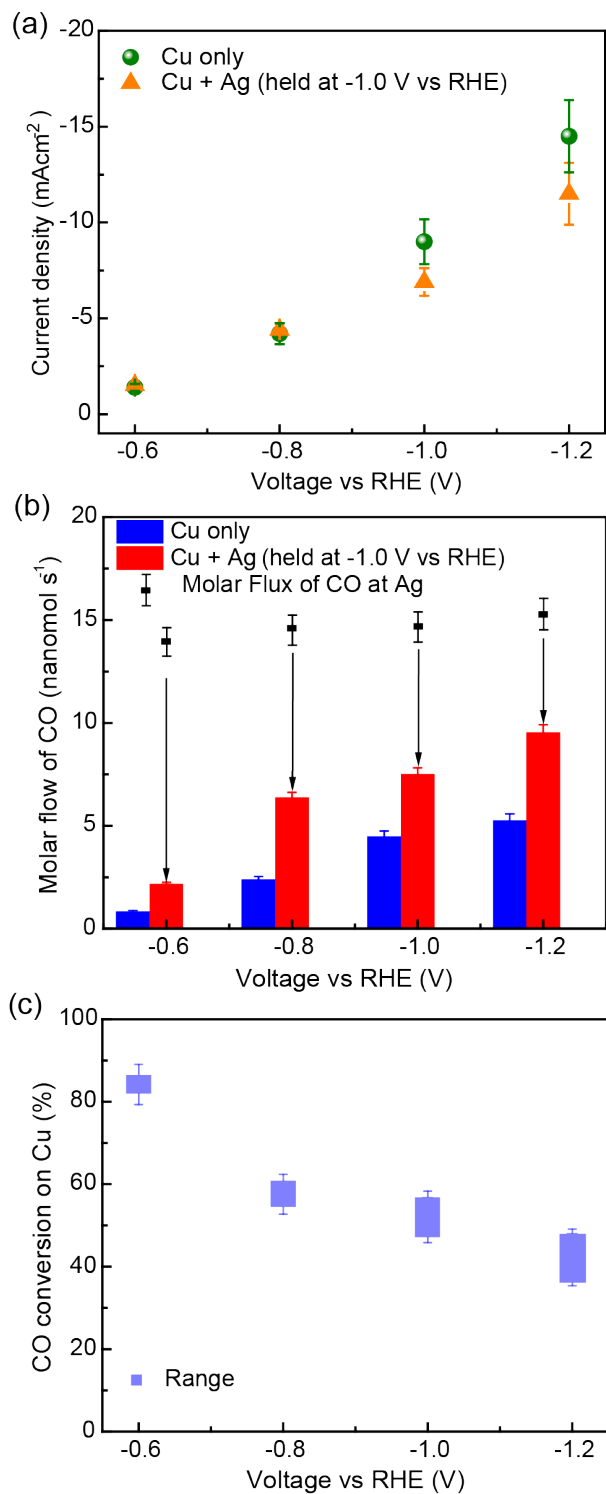 (a)
-20
-15
-10
-5
0
Current density (mAcm-2)
Cu only
Cu + Ag (held at -1.0 V vs RHE)
-0.6 -0.8 -1.0 -1.2
Voltage vs RHE (V)
(b)
20
15
10
5
0
Molar flow of CO (nanomol s-1)
Cu only
Cu + Ag (held at -1.0 V vs RHE)
Molar Flux of CO at Ag
-0.6 -0.8 -1.0 -1.2
Voltage vs RHE (V)
(c)
100
80
60
40
20
0
CO conversion on Cu (%)
Range
-0.6 -0.8 -1.0 -1.2
Voltage vs RHE (V)